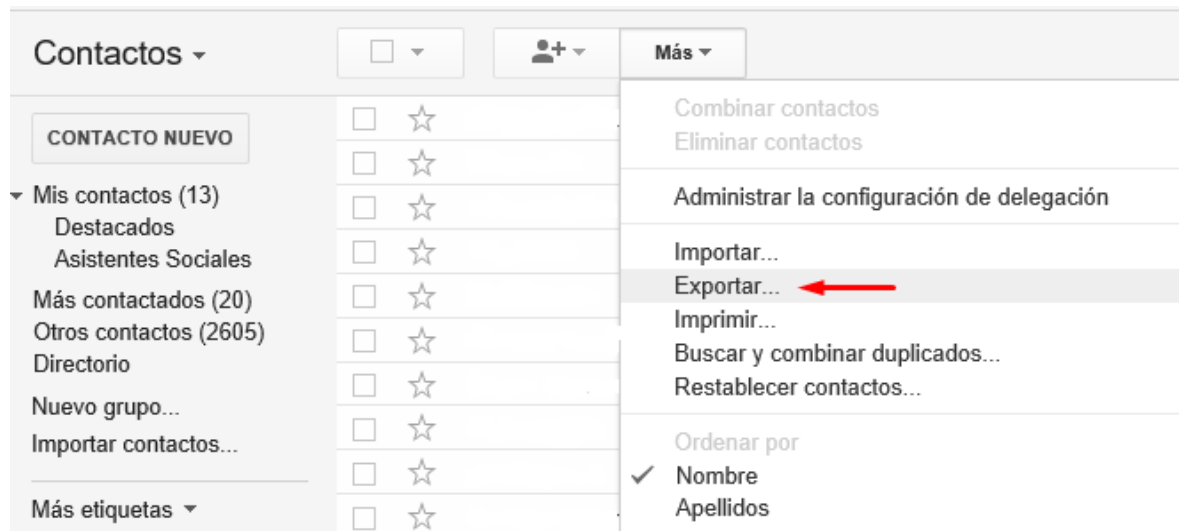 Contactos
Más
CONTACTO NUEVO
Mis contactos (13)
Destacados
Asistentes Sociales
Más contactados (20)
Otros contactos (2605)
Directorio
Nuevo grupo...
Importar contactos...
Más etiquetas
Combinar contactos
Eliminar contactos
Administrar la configuración de delegación
Importar...
Exportar...
Imprimir...
Buscar y combinar duplicados...
Restablecer contactos...
Ordenar por
Nombre
Apellidos